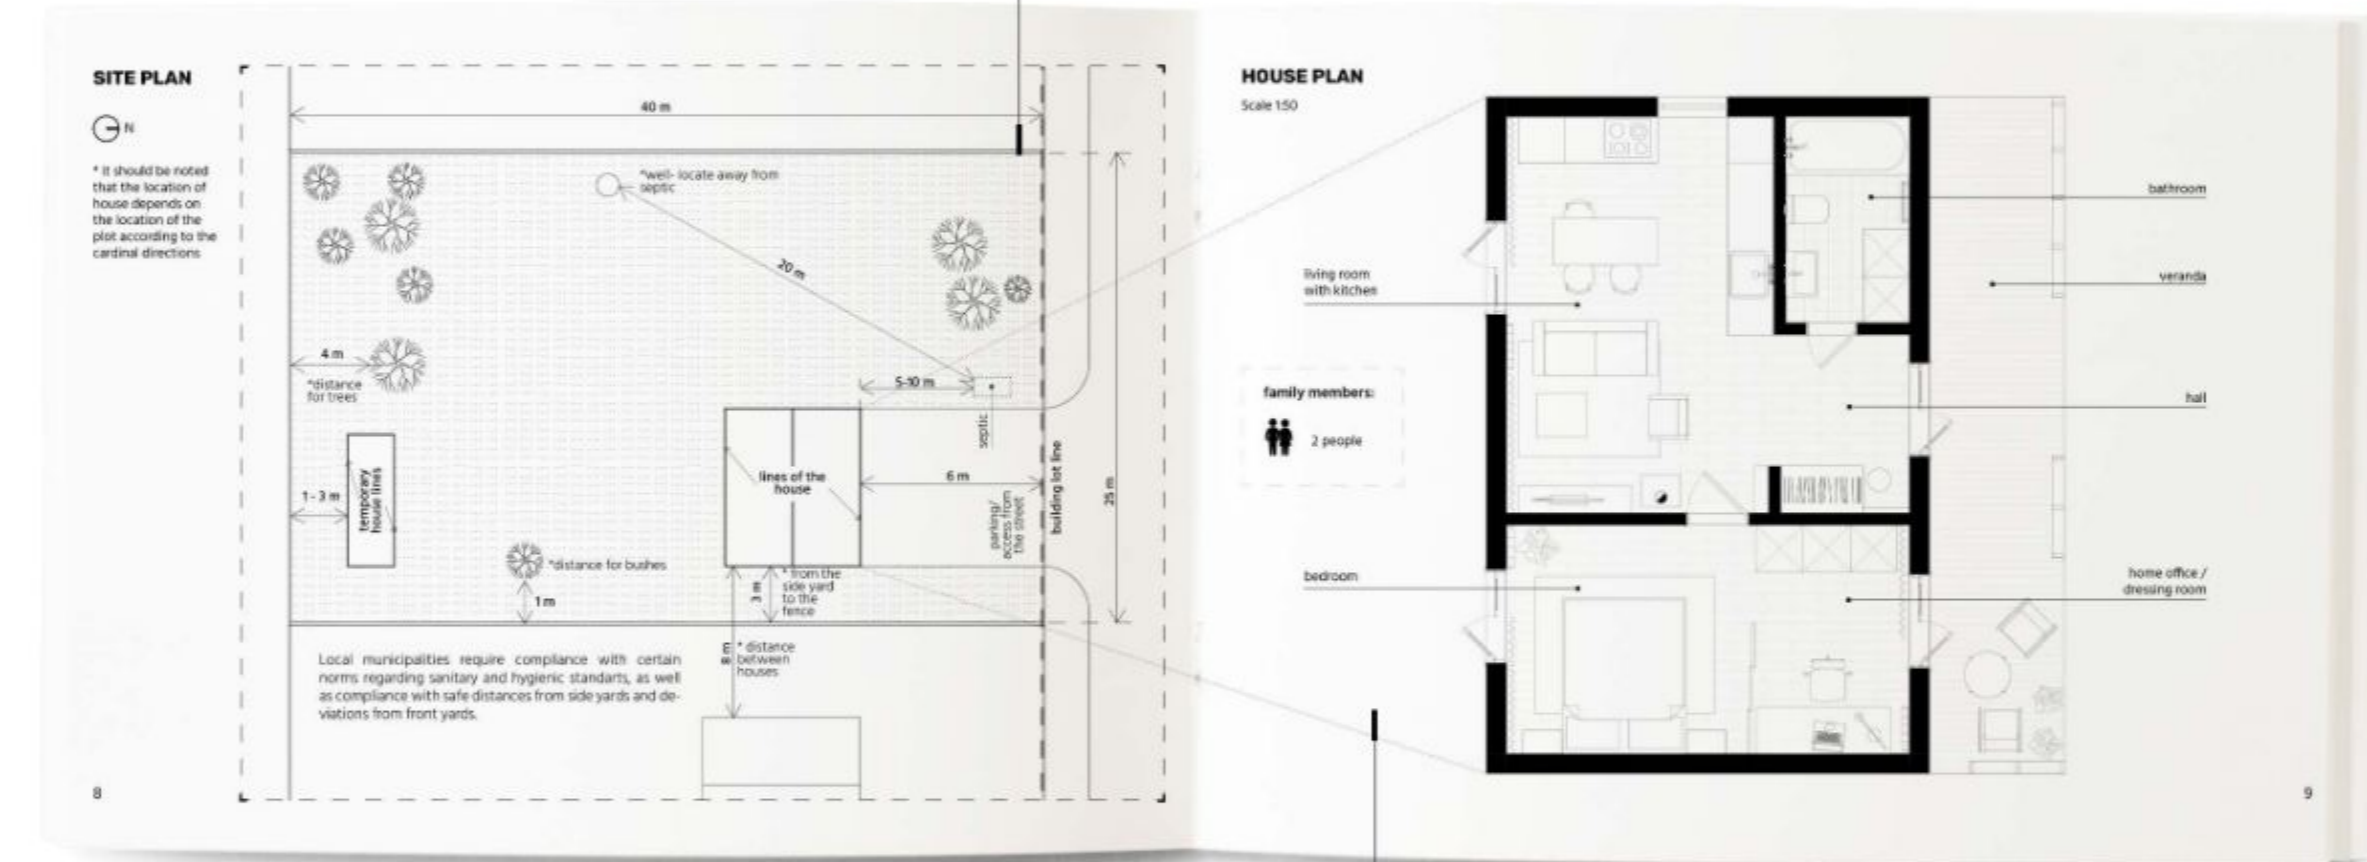 SITE PLAN
N
* It should be noted
that the location of
house depends on
the location of the
plot according to the
cardinal directions
40 m
*well- locate away from
septic
20 m
4 m
*distance
for trees
5-10 m
septic
1 - 3 m
temporary
house lines
lines of the
house
6 m
parking/
access from
the street
building lot line
25 m
*distance for bushes
1 m
3 m
* from the
side yard
to the
fence
8 m
* distance
between
houses
Local municipalities require compliance with certain
norms regarding sanitary and hygienic standarts, as well
as compliance with safe distances from side yards and de-
viations from front yards.
8
HOUSE PLAN
Scale 1:50
living room
with kitchen
family members:
2 people
bedroom
bathroom
veranda
hall
home office /
dressing room
9